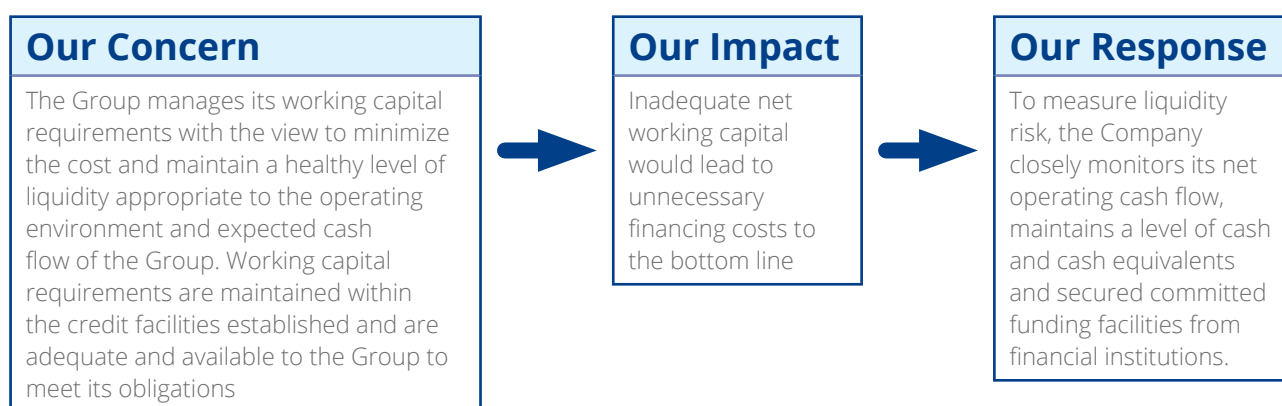 Our Concern
The Group manages its working capital
requirements with the view to minimize
the cost and maintain a healthy level of
liquidity appropriate to the operating
environment and expected cash
flow of the Group. Working capital
requirements are maintained within
the credit facilities established and are
adequate and available to the Group to
meet its obligations
Our Impact
Inadequate net
working capital
would lead to
unnecessary
financing costs to
the bottom line
Our Response
To measure liquidity
risk, the Company
closely monitors its net
operating cash flow,
maintains a level of cash
and cash equivalents
and secured committed
funding facilities from
financial institutions.